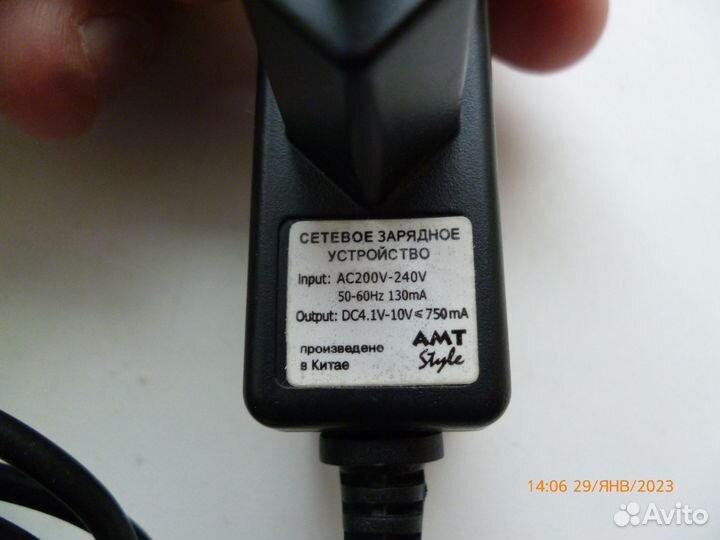 СЕТЕВОЕ ЗАРЯДНОЕ
УСТРОЙСТВО
Input: AC200V-240V
50-60Hz 130mA
Output: DC4.1V-10V⩽750mA
произведено
в Китае
AMT
Style
14:06 29/ЯНВ/2023
Avito